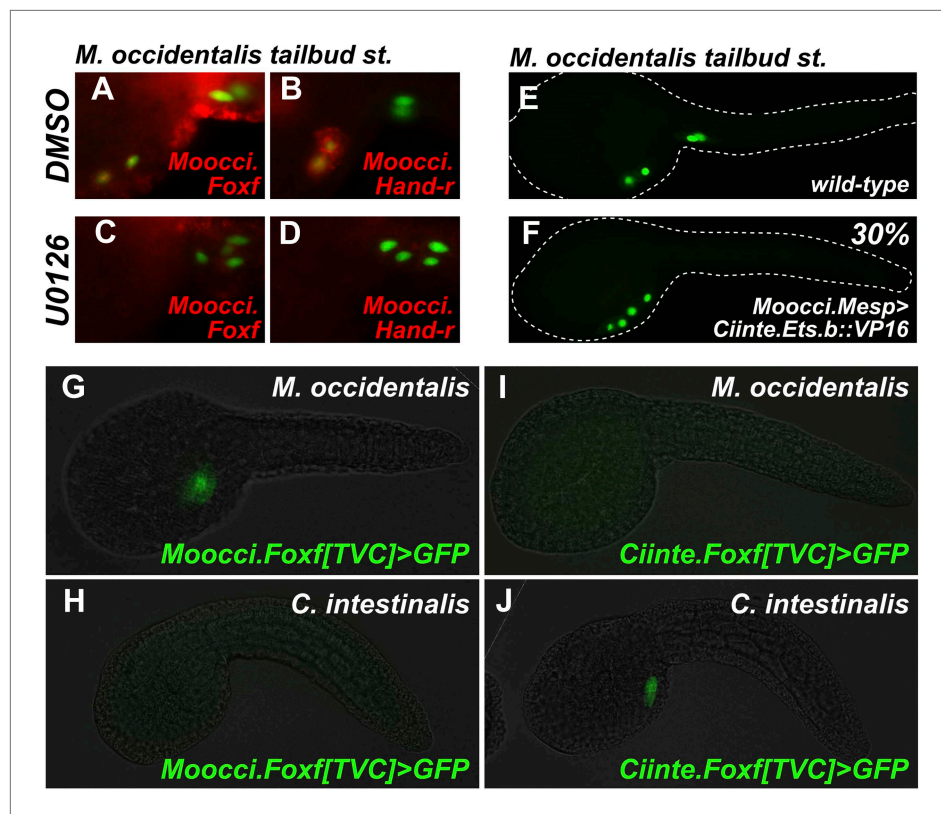 M. occidentalis tailbud st.
DMSO
A
Moocci.
Foxf
B
Moocci.
Hand-r
U0126
C
Moocci.
Foxf
D
Moocci.
Hand-r
M. occidentalis tailbud st.
E
wild-type
F
30%
Moocci.Mesp>
Ciinte.Ets.b::VP16
G
M. occidentalis
Moocci.Foxf[TVC]>GFP
I
M. occidentalis
Ciinte.Foxf[TVC]>GFP
H
C. intestinalis
Moocci.Foxf[TVC]>GFP
J
C. intestinalis
Ciinte.Foxf[TVC]>GFP